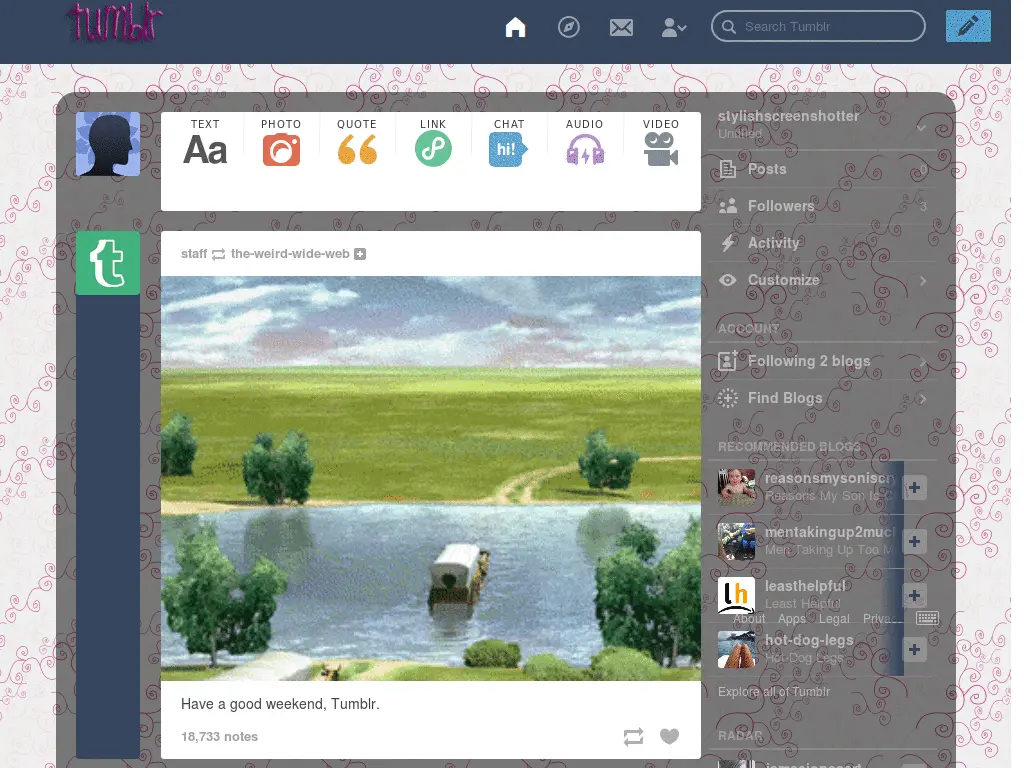 tumblr
Search Tumblr
TEXT
PHOTO
QUOTE
LINK
CHAT
AUDIO
VIDEO
Aa
hi!
staff the-weird-wide-web
Have a good weekend, Tumblr.
18,733 notes
stylishscreenshotter
Untitled
Posts
Followers 3
Activity
Customize
ACCOUNT
Following 2 blogs
Find Blogs
RECOMMENDED BLOGS
reasonsmysoniscr
Reasons My Son Is C
mentakingup2muc
Men Taking Up Too M
lh
leasthelpful
Least Helpful
About Apps Legal Priva...
hot-dog-legs
Hot-Dog Legs
Explore all of Tumblr
RADAR